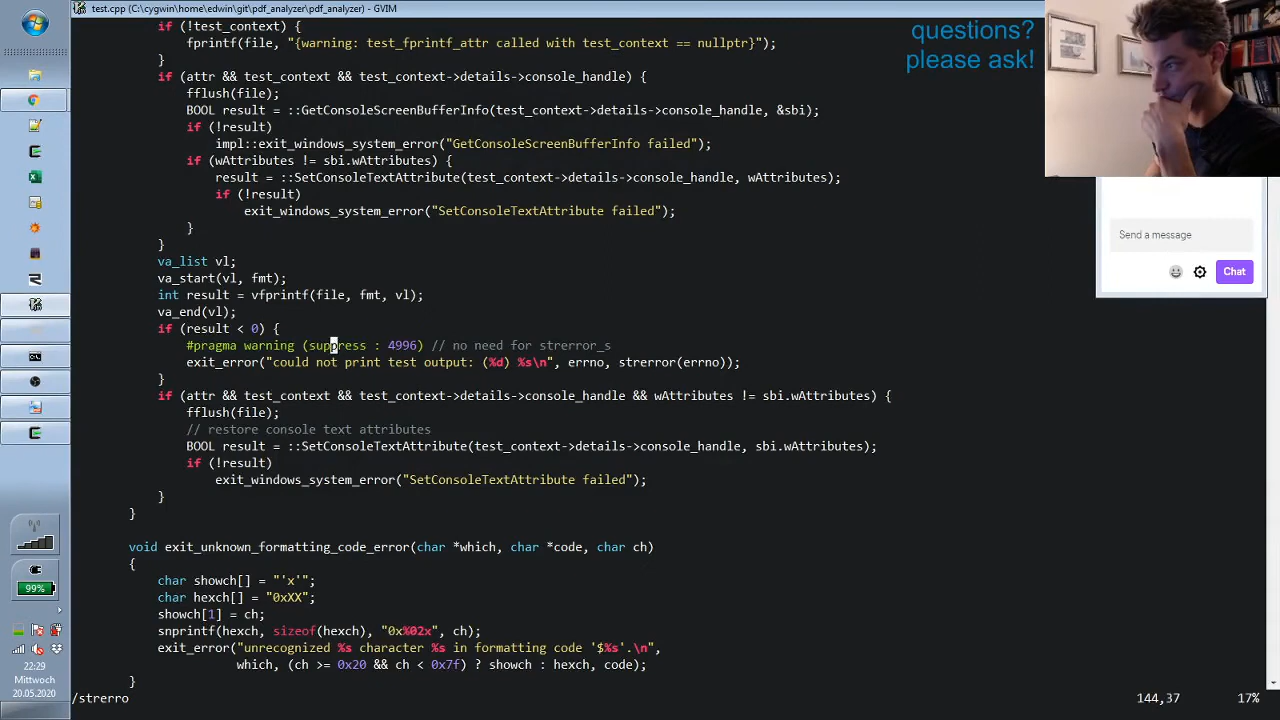 test.cpp (C:\cygwin\home\edwin\git\pdf_analyzer\pdf_analyzer) - GVIM
questions?
please ask!
if (!test_context) {
fprintf(file, "{warning: test_fprintf_attr called with test_context == nullptr}");
}
if (attr && test_context && test_context->details->console_handle) {
fflush(file);
BOOL result = ::GetConsoleScreenBufferInfo(test_context->details->console_handle, &sbi);
if (!result)
impl::exit_windows_system_error("GetConsoleScreenBufferInfo failed");
if (wAttributes != sbi.wAttributes) {
result = ::SetConsoleTextAttribute(test_context->details->console_handle, wAttributes);
if (!result)
exit_windows_system_error("SetConsoleTextAttribute failed");
}
}
va_list vl;
va_start(vl, fmt);
int result = vfprintf(file, fmt, vl);
va_end(vl);
if (result < 0) {
#pragma warning (suppress : 4996) // no need for strerror_s
exit_error("could not print test output: (%d) %s\n", errno, strerror(errno));
}
if (attr && test_context && test_context->details->console_handle && wAttributes != sbi.wAttributes) {
fflush(file);
// restore console text attributes
BOOL result = ::SetConsoleTextAttribute(test_context->details->console_handle, sbi.wAttributes);
if (!result)
exit_windows_system_error("SetConsoleTextAttribute failed");
}
}
void exit_unknown_formatting_code_error(char *which, char *code, char ch)
{
char showch[] = "'x'";
char hexch[] = "0xXX";
showch[1] = ch;
snprintf(hexch, sizeof(hexch), "0x%02x", ch);
exit_error("unrecognized %s character %s in formatting code '$%s'.\n",
which, (ch >= 0x20 && ch < 0x7f) ? showch : hexch, code);
}
/strerro
144,37
17%
Send a message
Chat
99%
22:29
Mittwoch
20.05.2020